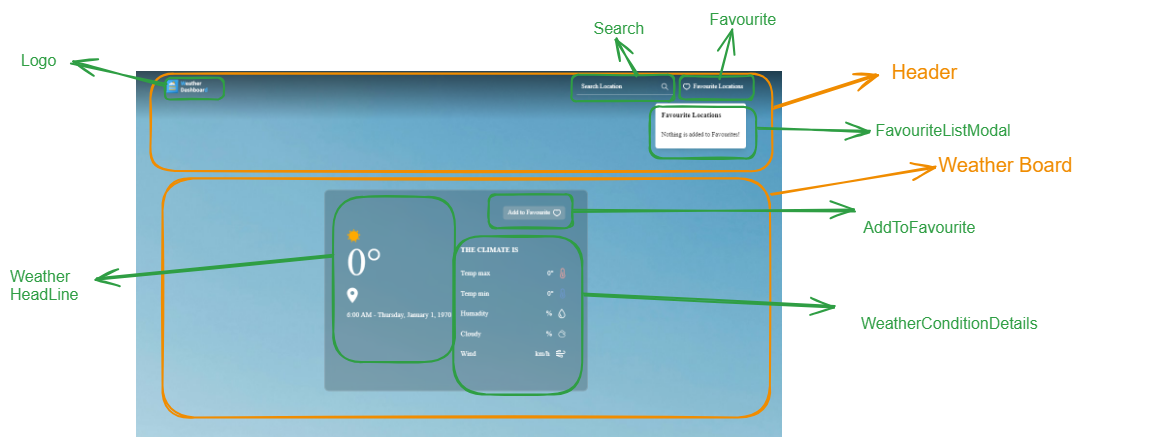 Favourite
Search
Logo
Header
Weather
Dashboard
Search Location
Favourite Locations
Favourite Locations
Nothing is added to Favourites!
FavouriteListModal
Weather Board
Add to Favourite
AddToFavourite
0°
THE CLIMATE IS
Temp max 0°
Temp min 0°
Humadity %
Cloudy %
Wind km/h
6:00 AM - Thursday, January 1, 1970
Weather
HeadLine
WeatherConditionDetails